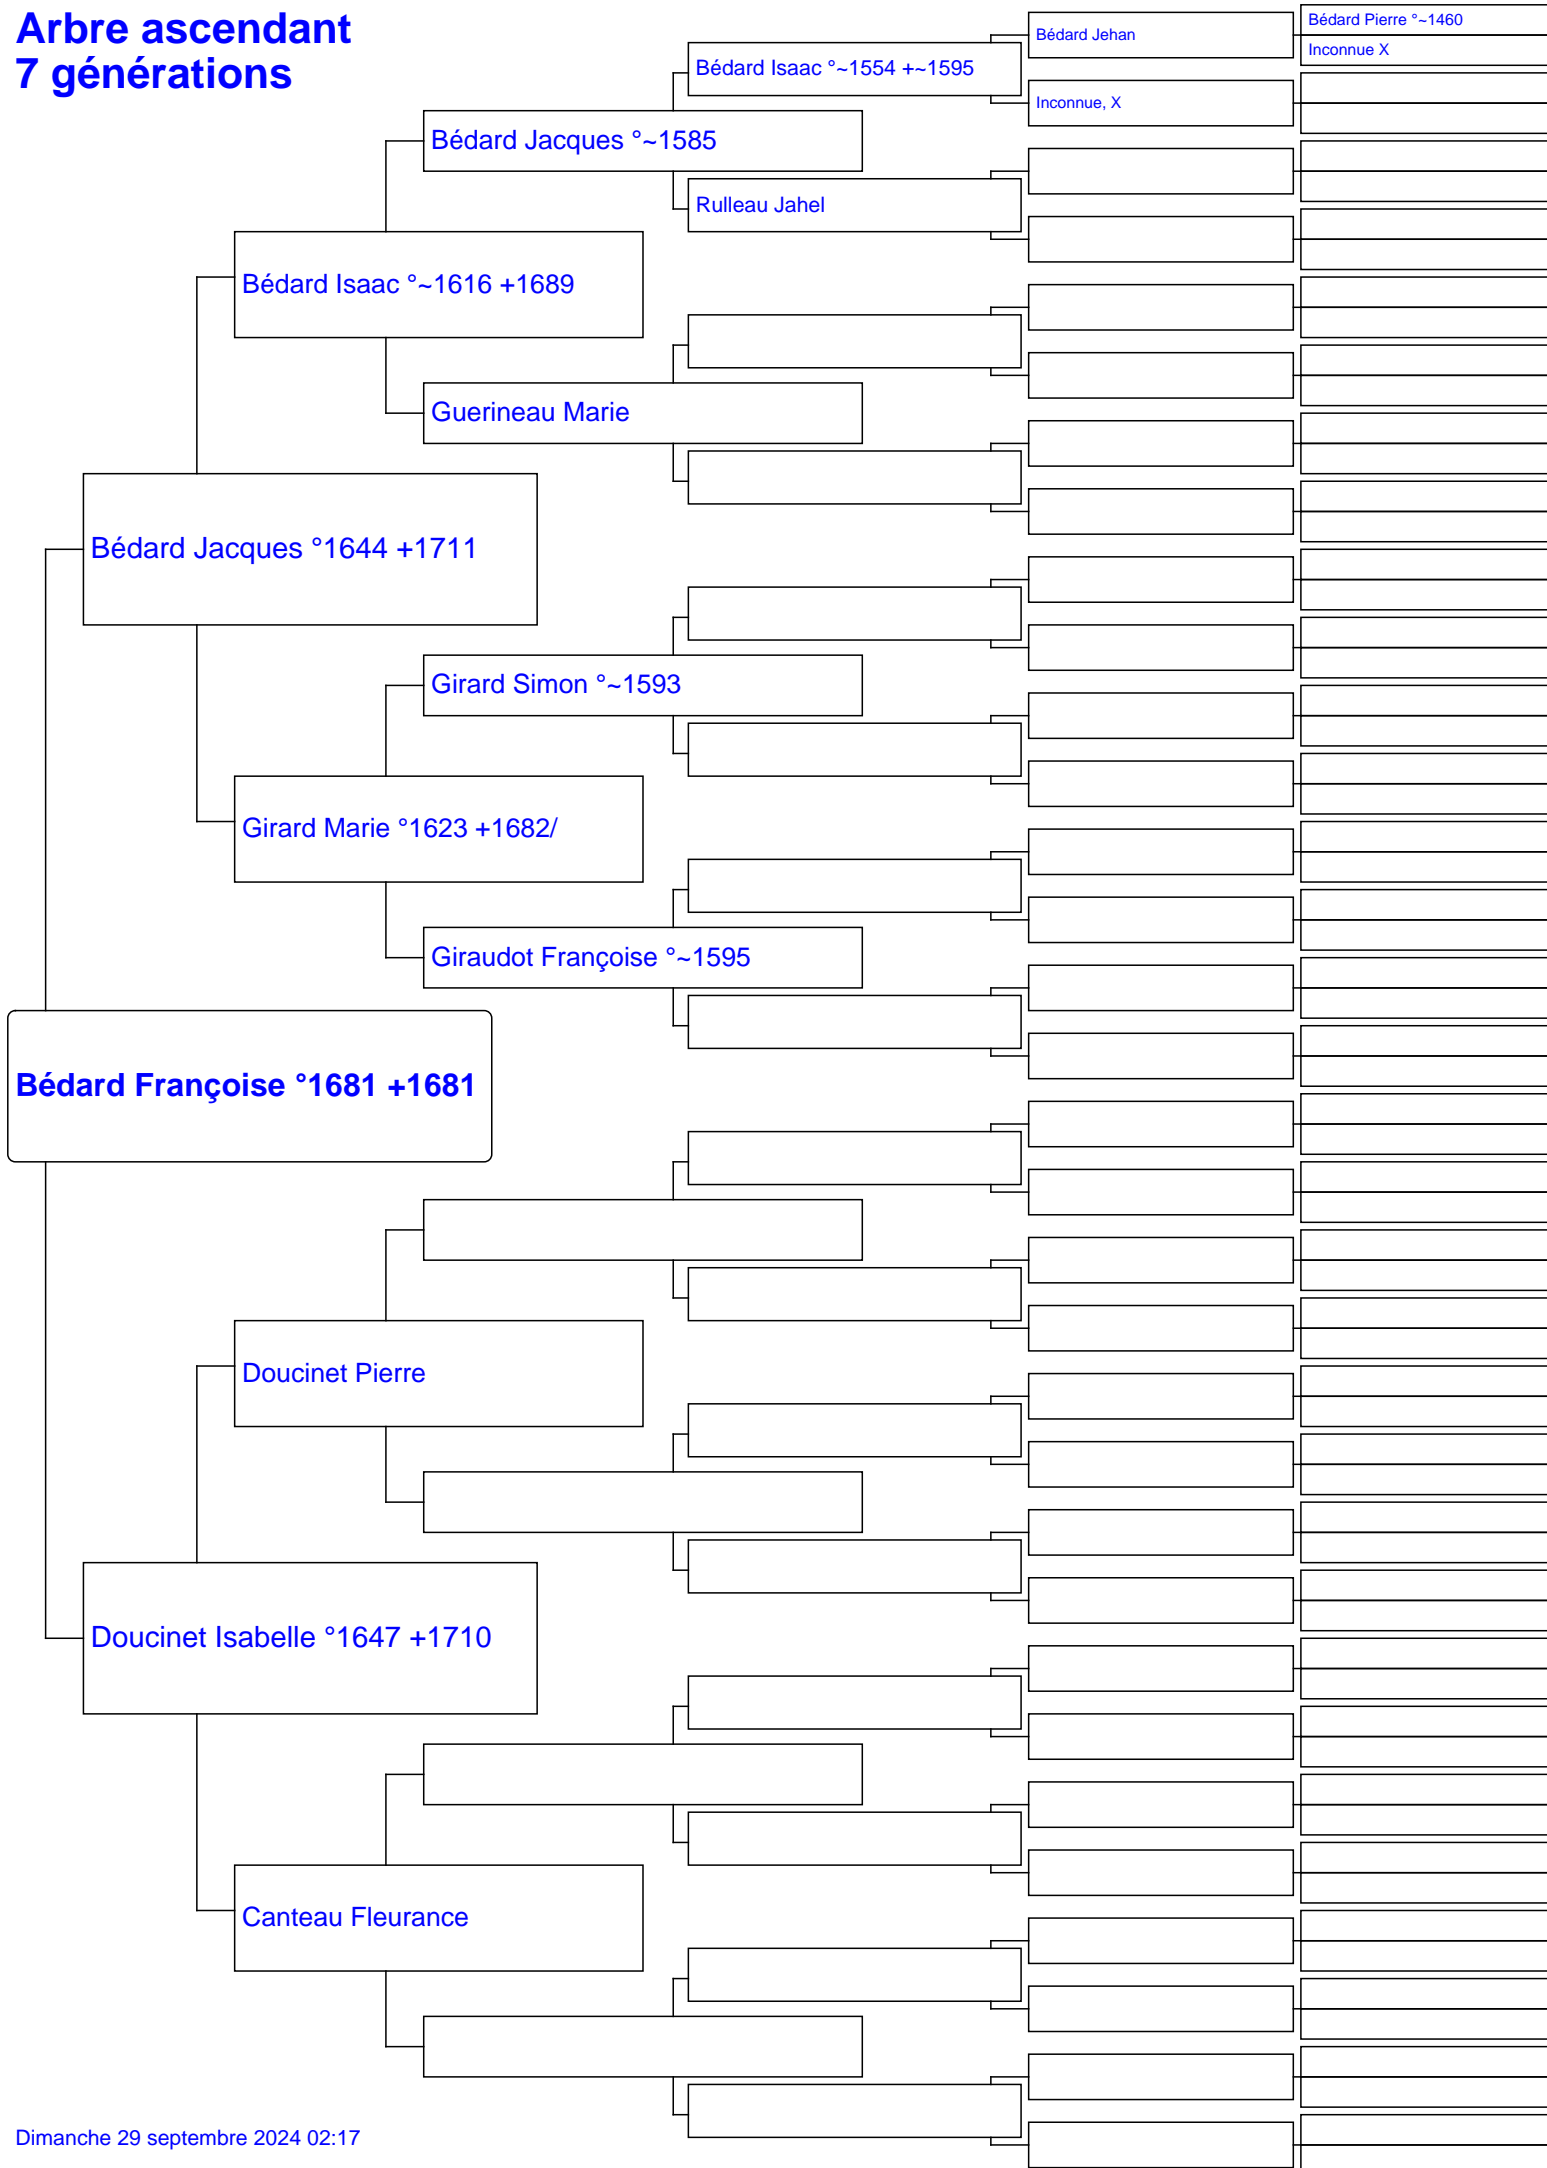 Arbre ascendant
7 générations
Bédard Pierre °~1460
Inconnue X
Bédard Jehan
Inconnue, X
Bédard Isaac °~1554 +~1595
Rulleau Jahel
Bédard Jacques °~1585
Guerineau Marie
Bédard Isaac °~1616 +1689
Bédard Jacques °1644 +1711
Girard Simon °~1593
Girard Marie °1623 +1682/
Giraudot Françoise °~1595
Bédard Françoise °1681 +1681
Doucinet Pierre
Doucinet Isabelle °1647 +1710
Canteau Fleurance
Dimanche 29 septembre 2024 02:17